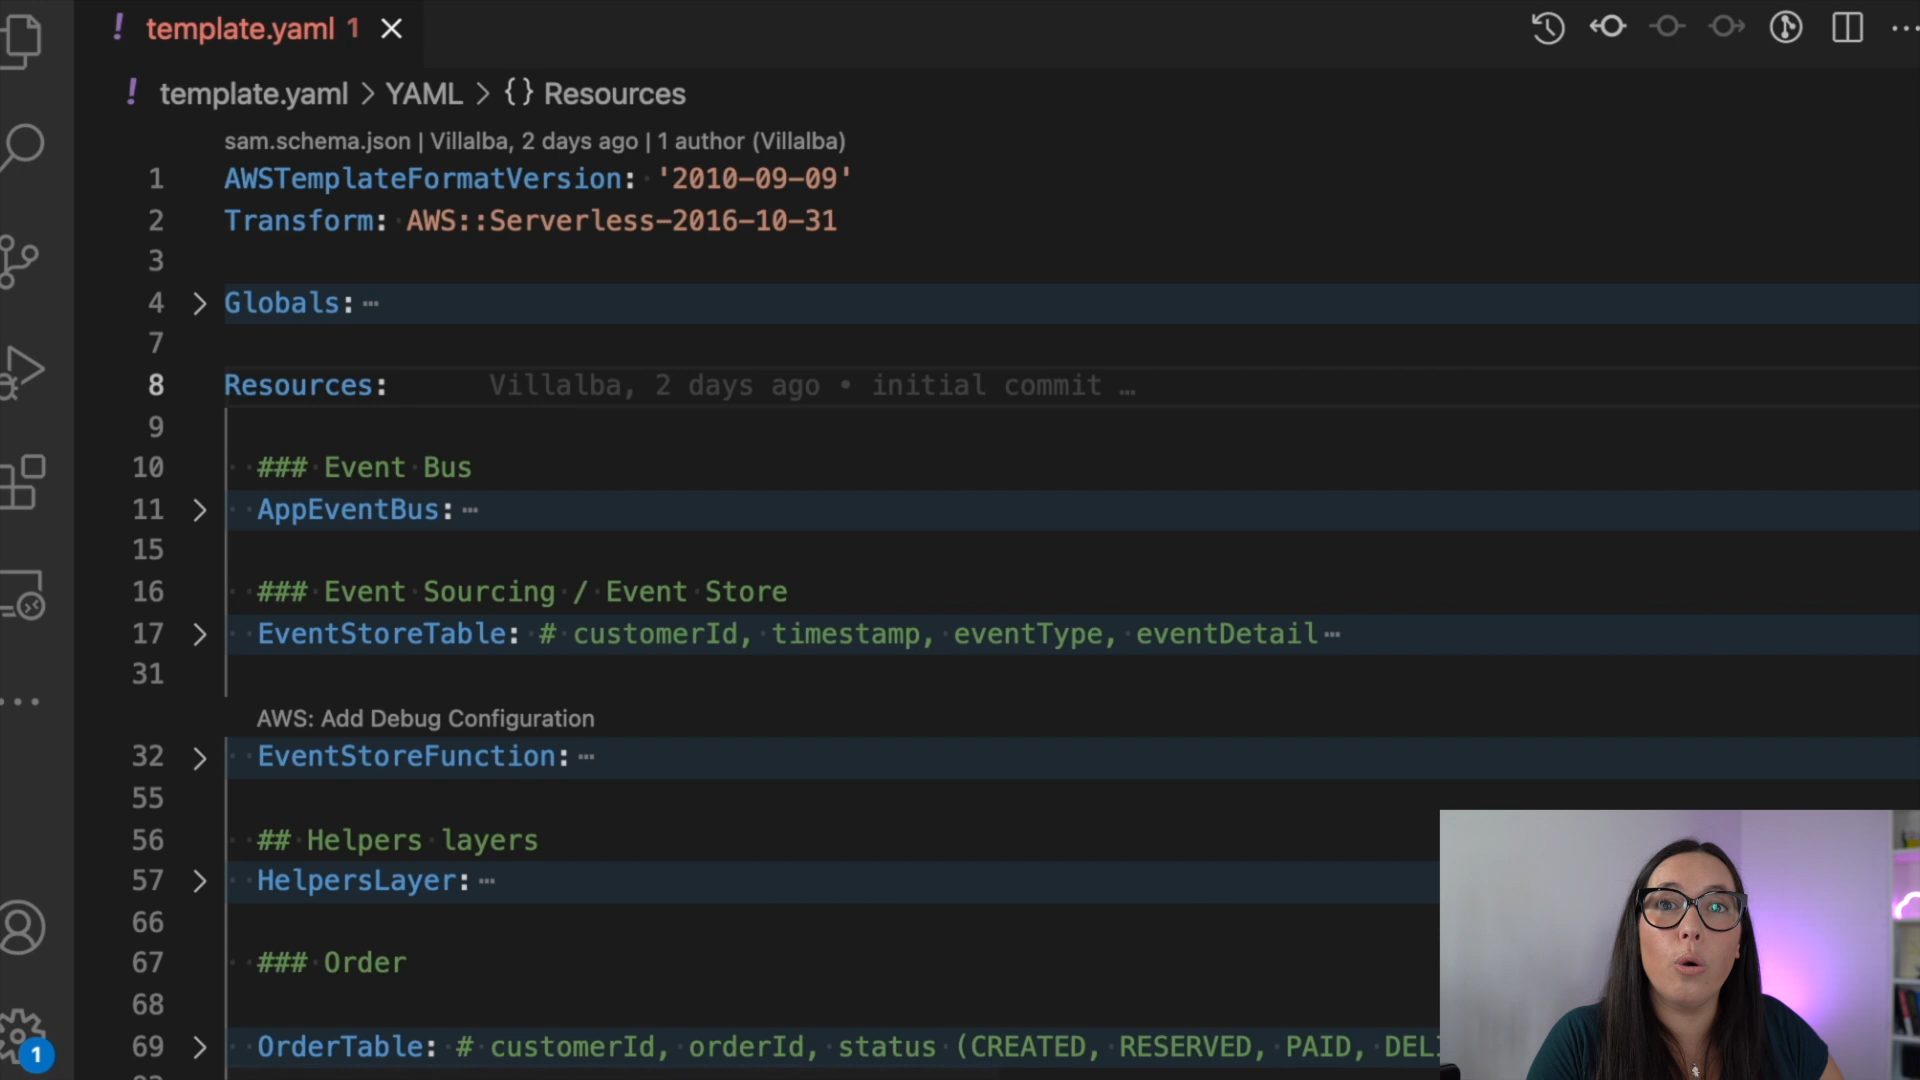 template.yaml 1
template.yaml > YAML > {} Resources
sam.schema.json | Villalba, 2 days ago | 1 author (Villalba)
1 AWSTemplateFormatVersion: '2010-09-09'
2 Transform: AWS::Serverless-2016-10-31
3
4 Globals: …
7
8 Resources: Villalba, 2 days ago • initial commit …
9
10 ### Event Bus
11 AppEventBus: …
15
16 ### Event Sourcing / Event Store
17 EventStoreTable: # customerId, timestamp, eventType, eventDetail …
31
AWS: Add Debug Configuration
32 EventStoreFunction: …
55
56 ## Helpers layers
57 HelpersLayer: …
66
67 ### Order
68
69 OrderTable: # customerId, orderId, status (CREATED, RESERVED, PAID, DEL
1